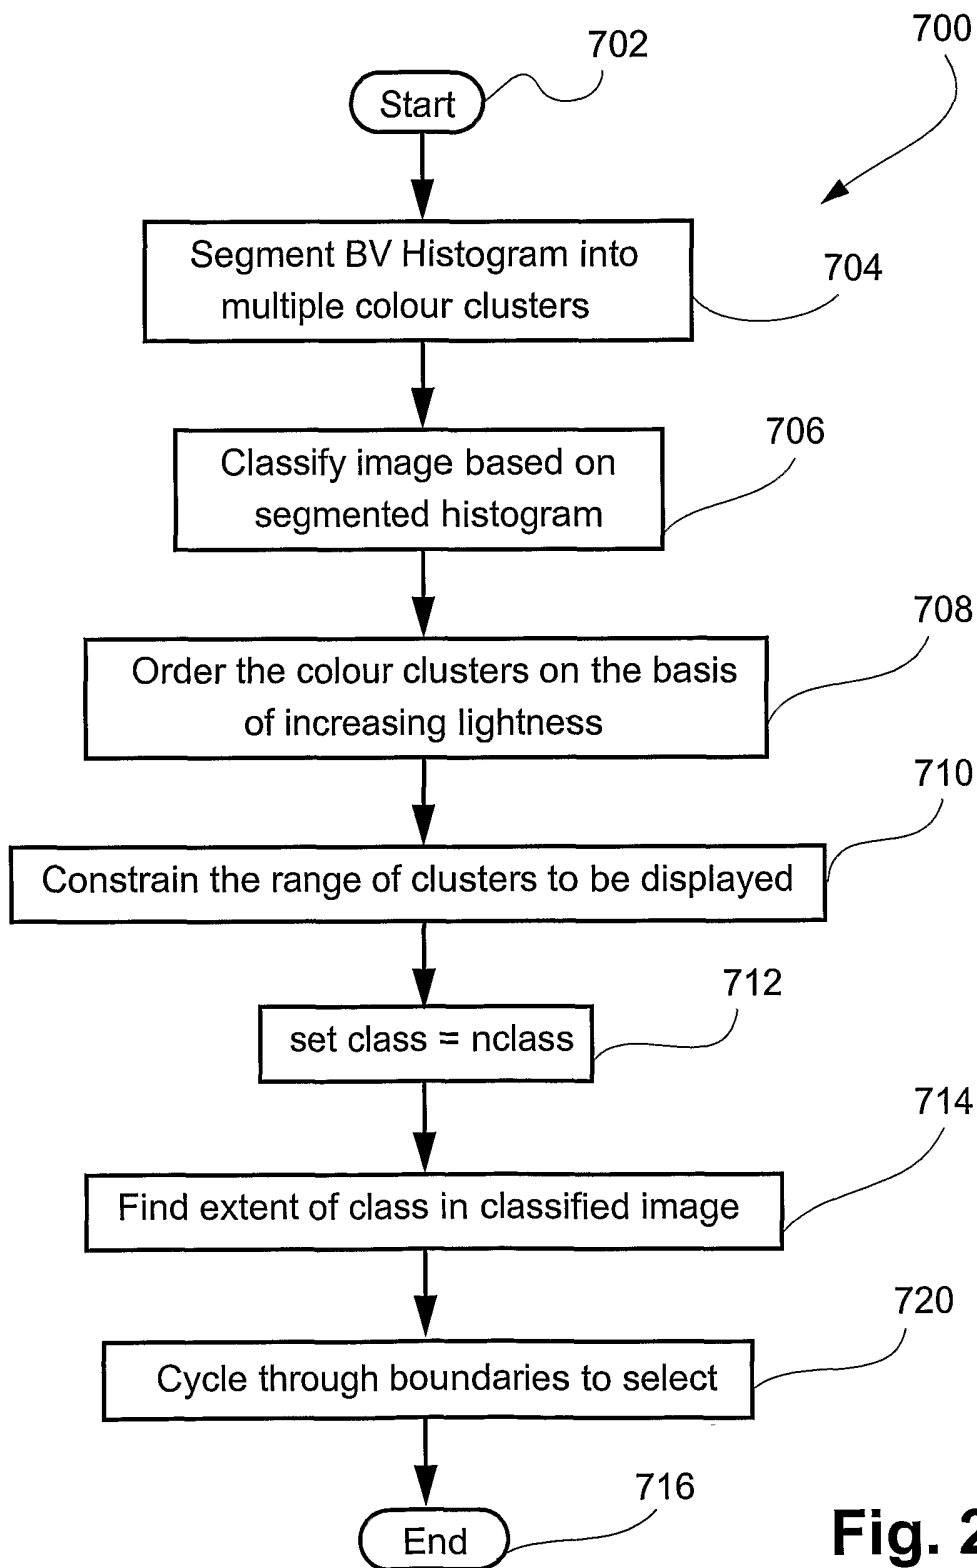 700
702
Start
Segment BV Histogram into
multiple colour clusters
704
706
Classify image based on
segmented histogram
708
Order the colour clusters on the basis
of increasing lightness
710
Constrain the range of clusters to be displayed
712
set class = nclass
714
Find extent of class in classified image
720
Cycle through boundaries to select
716
End
Fig. 2